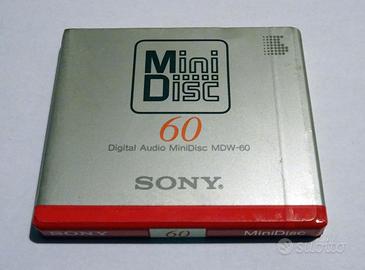 Mini
Disc
60
Digital Audio MiniDisc MDW-60
SONY.
SONY 60 MiniDisc
subito